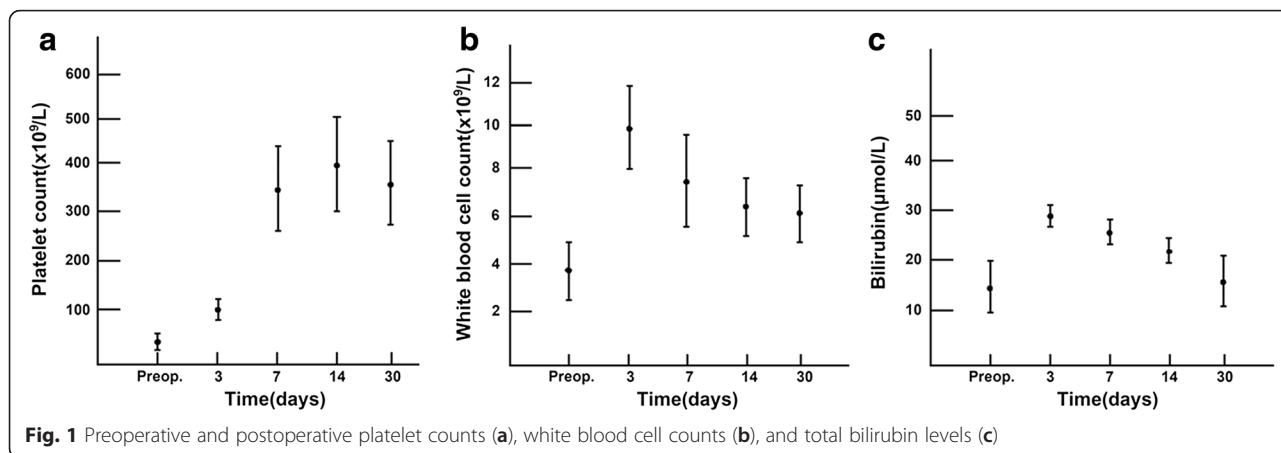 a
Platelet count(x10⁹/L)
600
500
400
300
200
100
Preop. 3 7 14 30
Time(days)
b
White blood cell count(x10⁹/L)
12
10
8
6
4
2
Preop. 3 7 14 30
Time(days)
c
Bilirubin(μmol/L)
50
40
30
20
10
Preop. 3 7 14 30
Time(days)
Fig. 1 Preoperative and postoperative platelet counts (a), white blood cell counts (b), and total bilirubin levels (c)